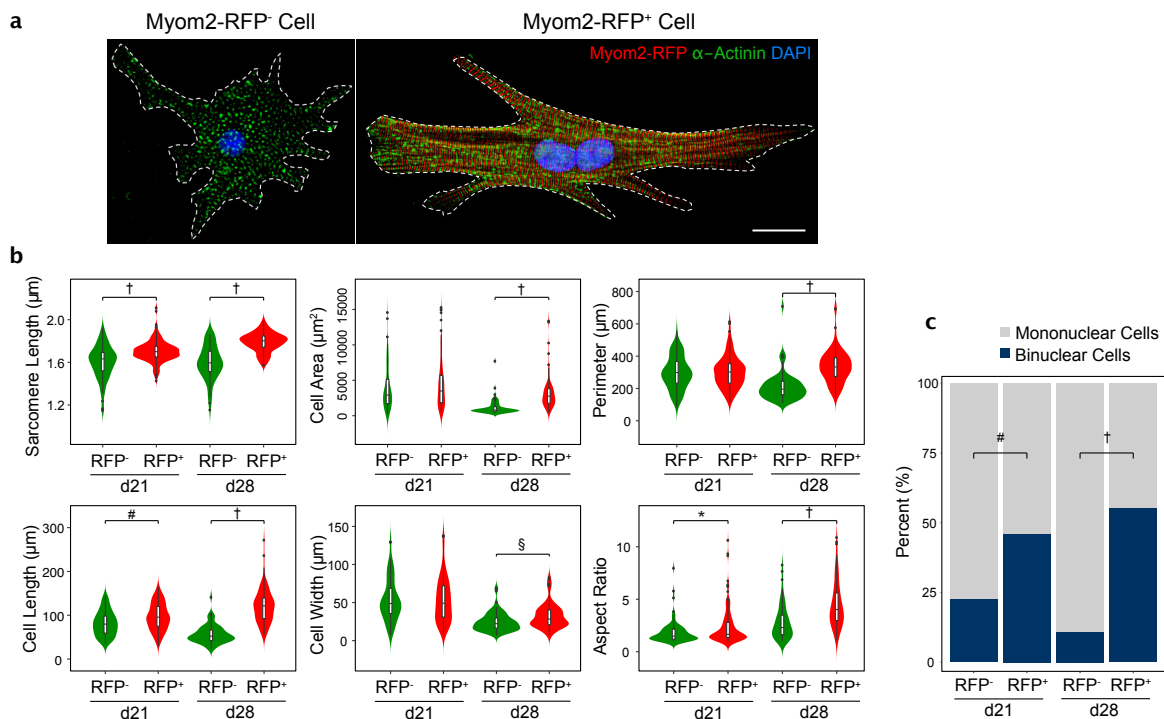 a
Myom2-RFP⁻ Cell
Myom2-RFP⁺ Cell
Myom2-RFP α-Actinin DAPI
b
Sarcomere Length (μm)
2.0
1.6
1.2
†
†
RFP⁻ RFP⁺ RFP⁻ RFP⁺
d21 d28
Cell Area (μm²)
15000
10000
5000
0
†
RFP⁻ RFP⁺ RFP⁻ RFP⁺
d21 d28
Perimeter (μm)
800
600
400
200
0
†
RFP⁻ RFP⁺ RFP⁻ RFP⁺
d21 d28
Cell Length (μm)
300
200
100
0
#
†
RFP⁻ RFP⁺ RFP⁻ RFP⁺
d21 d28
Cell Width (μm)
150
100
50
0
§
RFP⁻ RFP⁺ RFP⁻ RFP⁺
d21 d28
Aspect Ratio
10
5
0
*
†
RFP⁻ RFP⁺ RFP⁻ RFP⁺
d21 d28
c
Mononuclear Cells
Binuclear Cells
Percent (%)
100
75
50
25
0
#
†
RFP⁻ RFP⁺ RFP⁻ RFP⁺
d21 d28